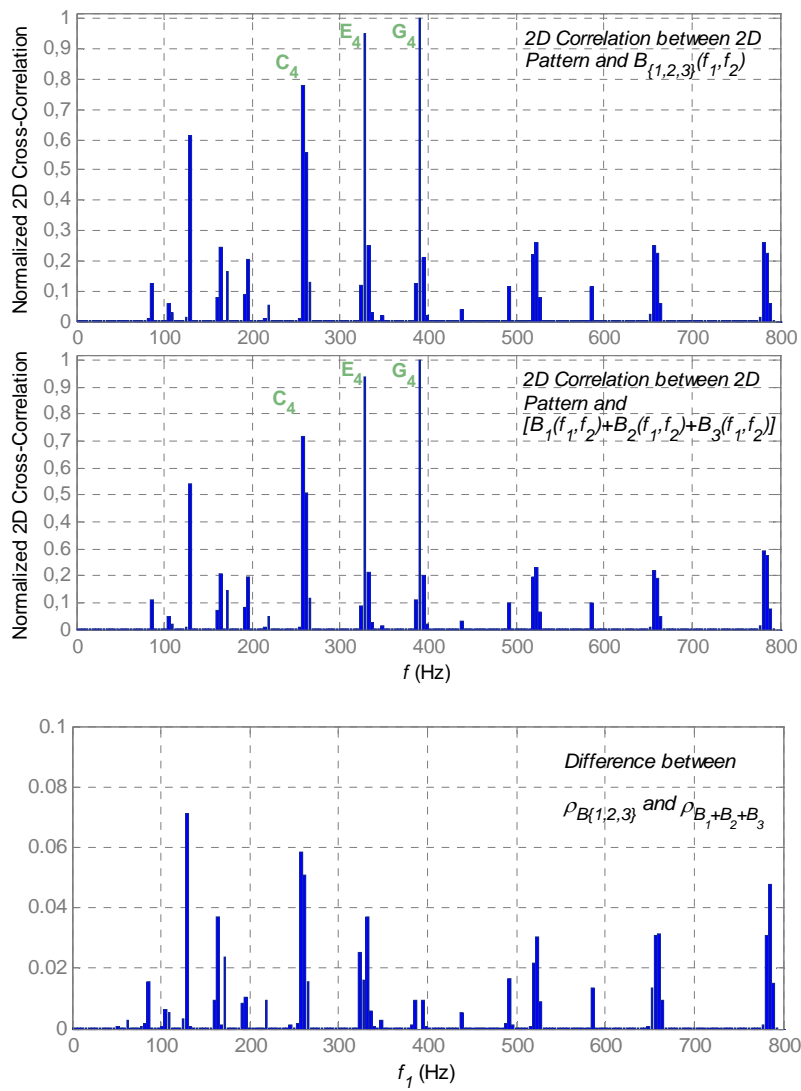 Normalized 2D Cross-Correlation
1
0,9
0,8
0,7
0,6
0,5
0,4
0,3
0,2
0,1
0
C₄
E₄
G₄
2D Correlation between 2D
Pattern and B{1,2,3}(f₁,f₂)
0 100 200 300 400 500 600 700 800
Normalized 2D Cross-Correlation
1
0,9
0,8
0,7
0,6
0,5
0,4
0,6
0,2
0,1
0
C₄
E₄
G₄
2D Correlation between 2D
Pattern and
[B₁(f₁,f₂)+B₂(f₁,f₂)+B₃(f₁,f₂)]
0 100 200 300 400 500 600 700 800
f (Hz)
0.1
0.08
0.06
0.04
0.02
0
Difference between
ρB{1,2,3} and ρB₁+B₂+B₃
0 100 200 300 400 500 600 700 800
f₁ (Hz)